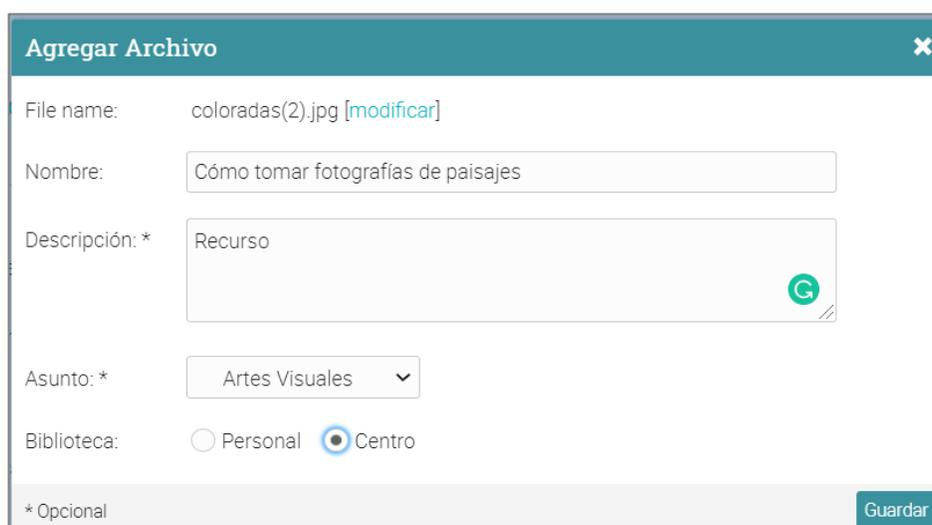 Agregar Archivo
File name: coloradas(2).jpg [modificar]
Nombre: Cómo tomar fotografías de paisajes
Descripción: * Recurso
Asunto: * Artes Visuales
Biblioteca: Personal Centro
* Opcional Guardar